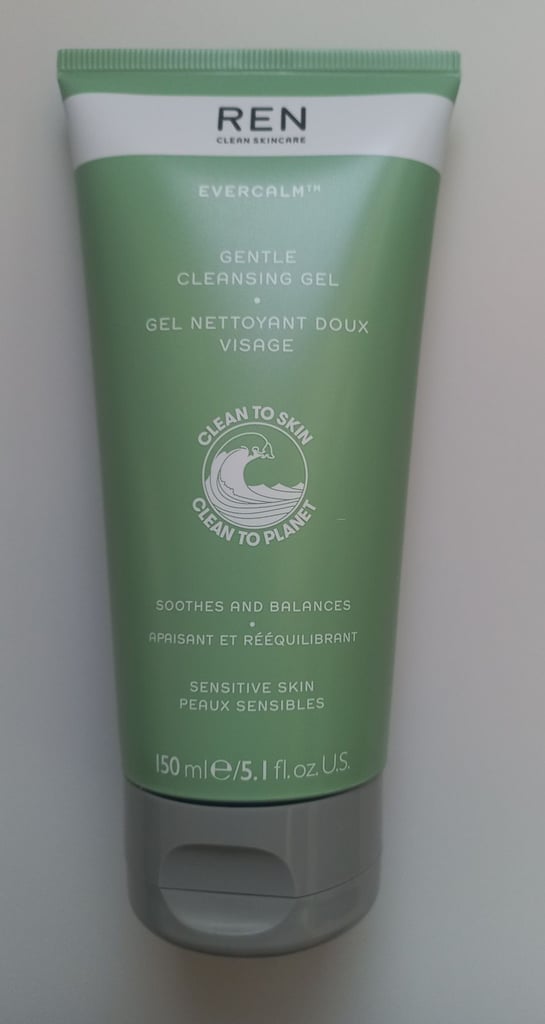 REN
CLEAN SKINCARE
EVERCALM™
GENTLE
CLEANSING GEL
•
GEL NETTOYANT DOUX
VISAGE
CLEAN TO SKIN
CLEAN TO PLANET
SOOTHES AND BALANCES
•
APAISANT ET RÉÉQUILIBRANT
SENSITIVE SKIN
PEAUX SENSIBLES
150 ml℮/5.1 fl. oz. U.S.